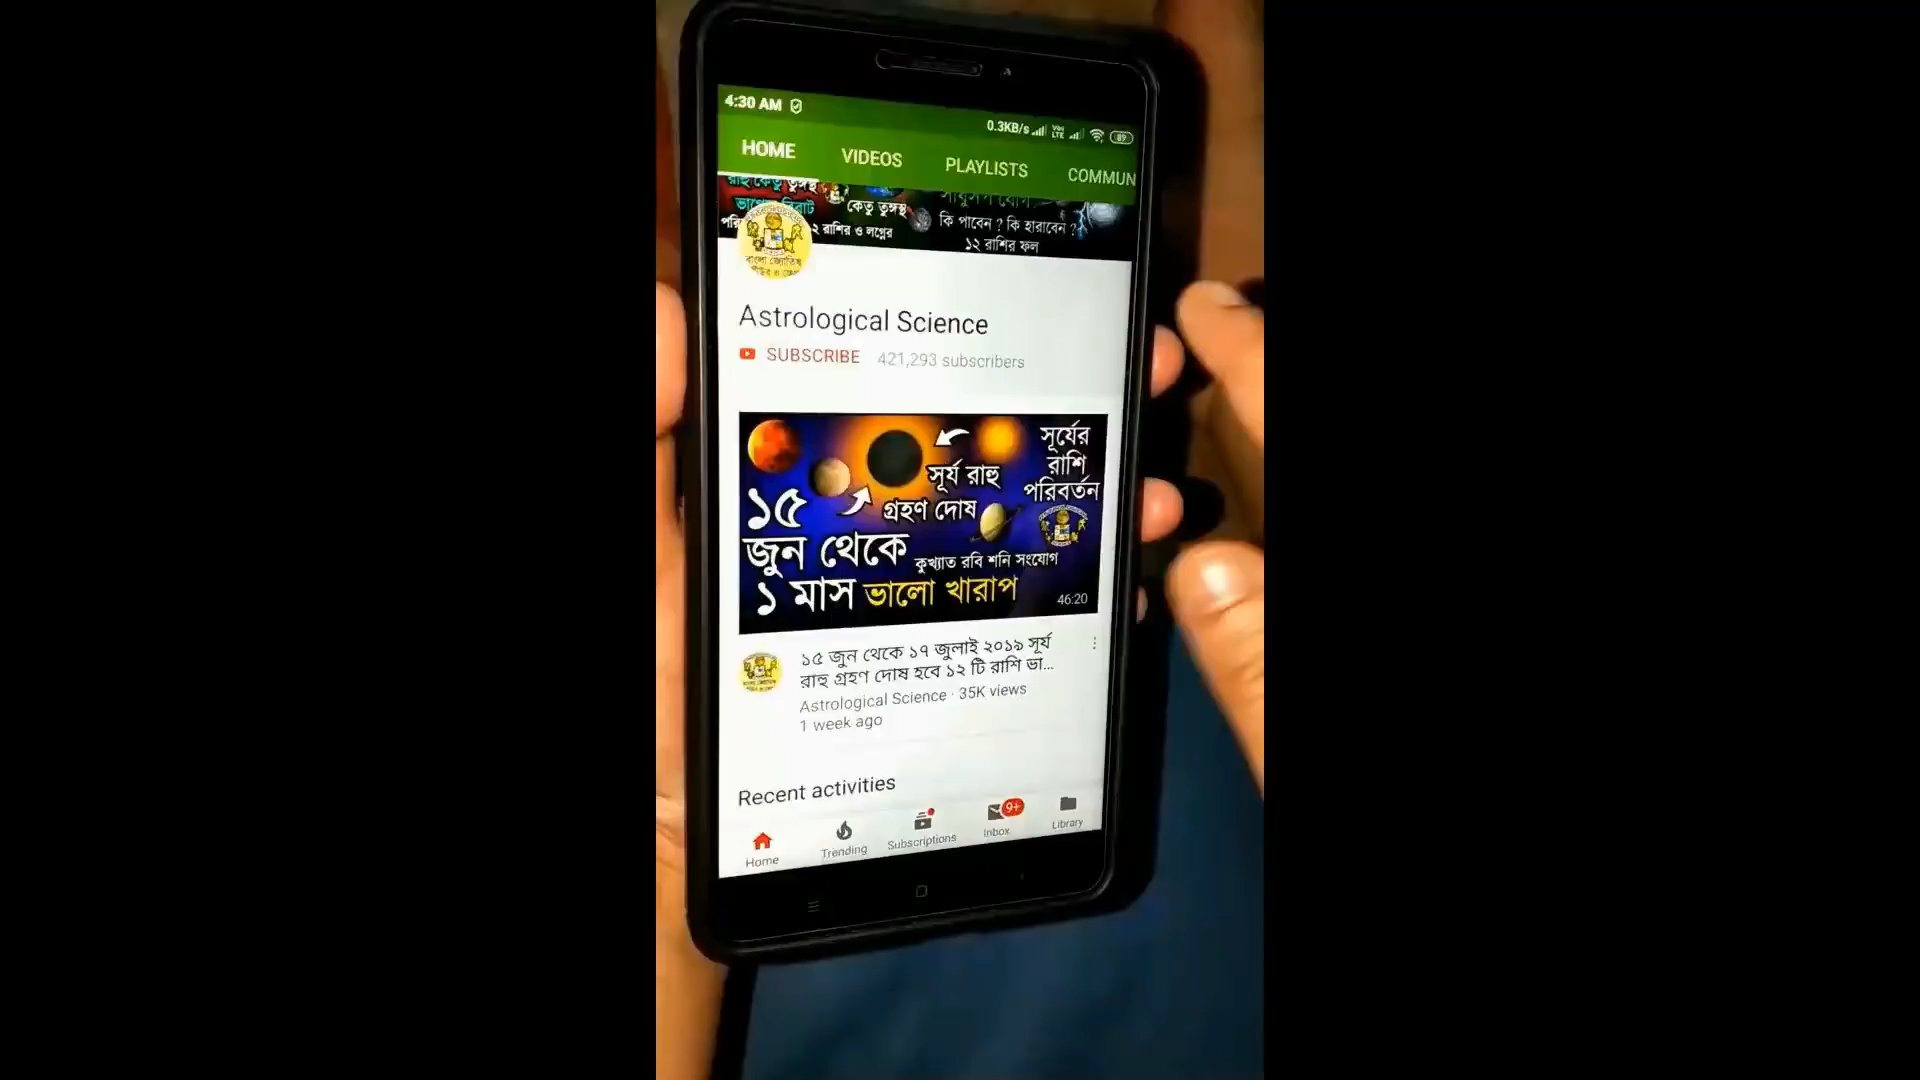 4:30 AM
0.3KB/s
89
HOME VIDEOS PLAYLISTS COMMUN
রাহু কেতু তুঙ্গস্থ
কেতু তুঙ্গস্থ
২ রাশির ও লগ্নের
কি পাবেন ? কি হারাবেন ?
১২ রাশির ফল
বাংলা জ্যোতিষ
Astrological Science
SUBSCRIBE 421,293 subscribers
সূর্যের
রাশি
পরিবর্তন
সূর্য রাহু
গ্রহণ দোষ
১৫
জুন থেকে
কুখ্যাত রবি শনি সংযোগ
১ মাস ভালো খারাপ
46:20
১৫ জুন থেকে ১৭ জুলাই ২০১৯ সূর্য
রাহু গ্রহণ দোষ হবে ১২ টি রাশি ভা...
Astrological Science · 35K views
1 week ago
Recent activities
9+
Home Trending Subscriptions Inbox Library